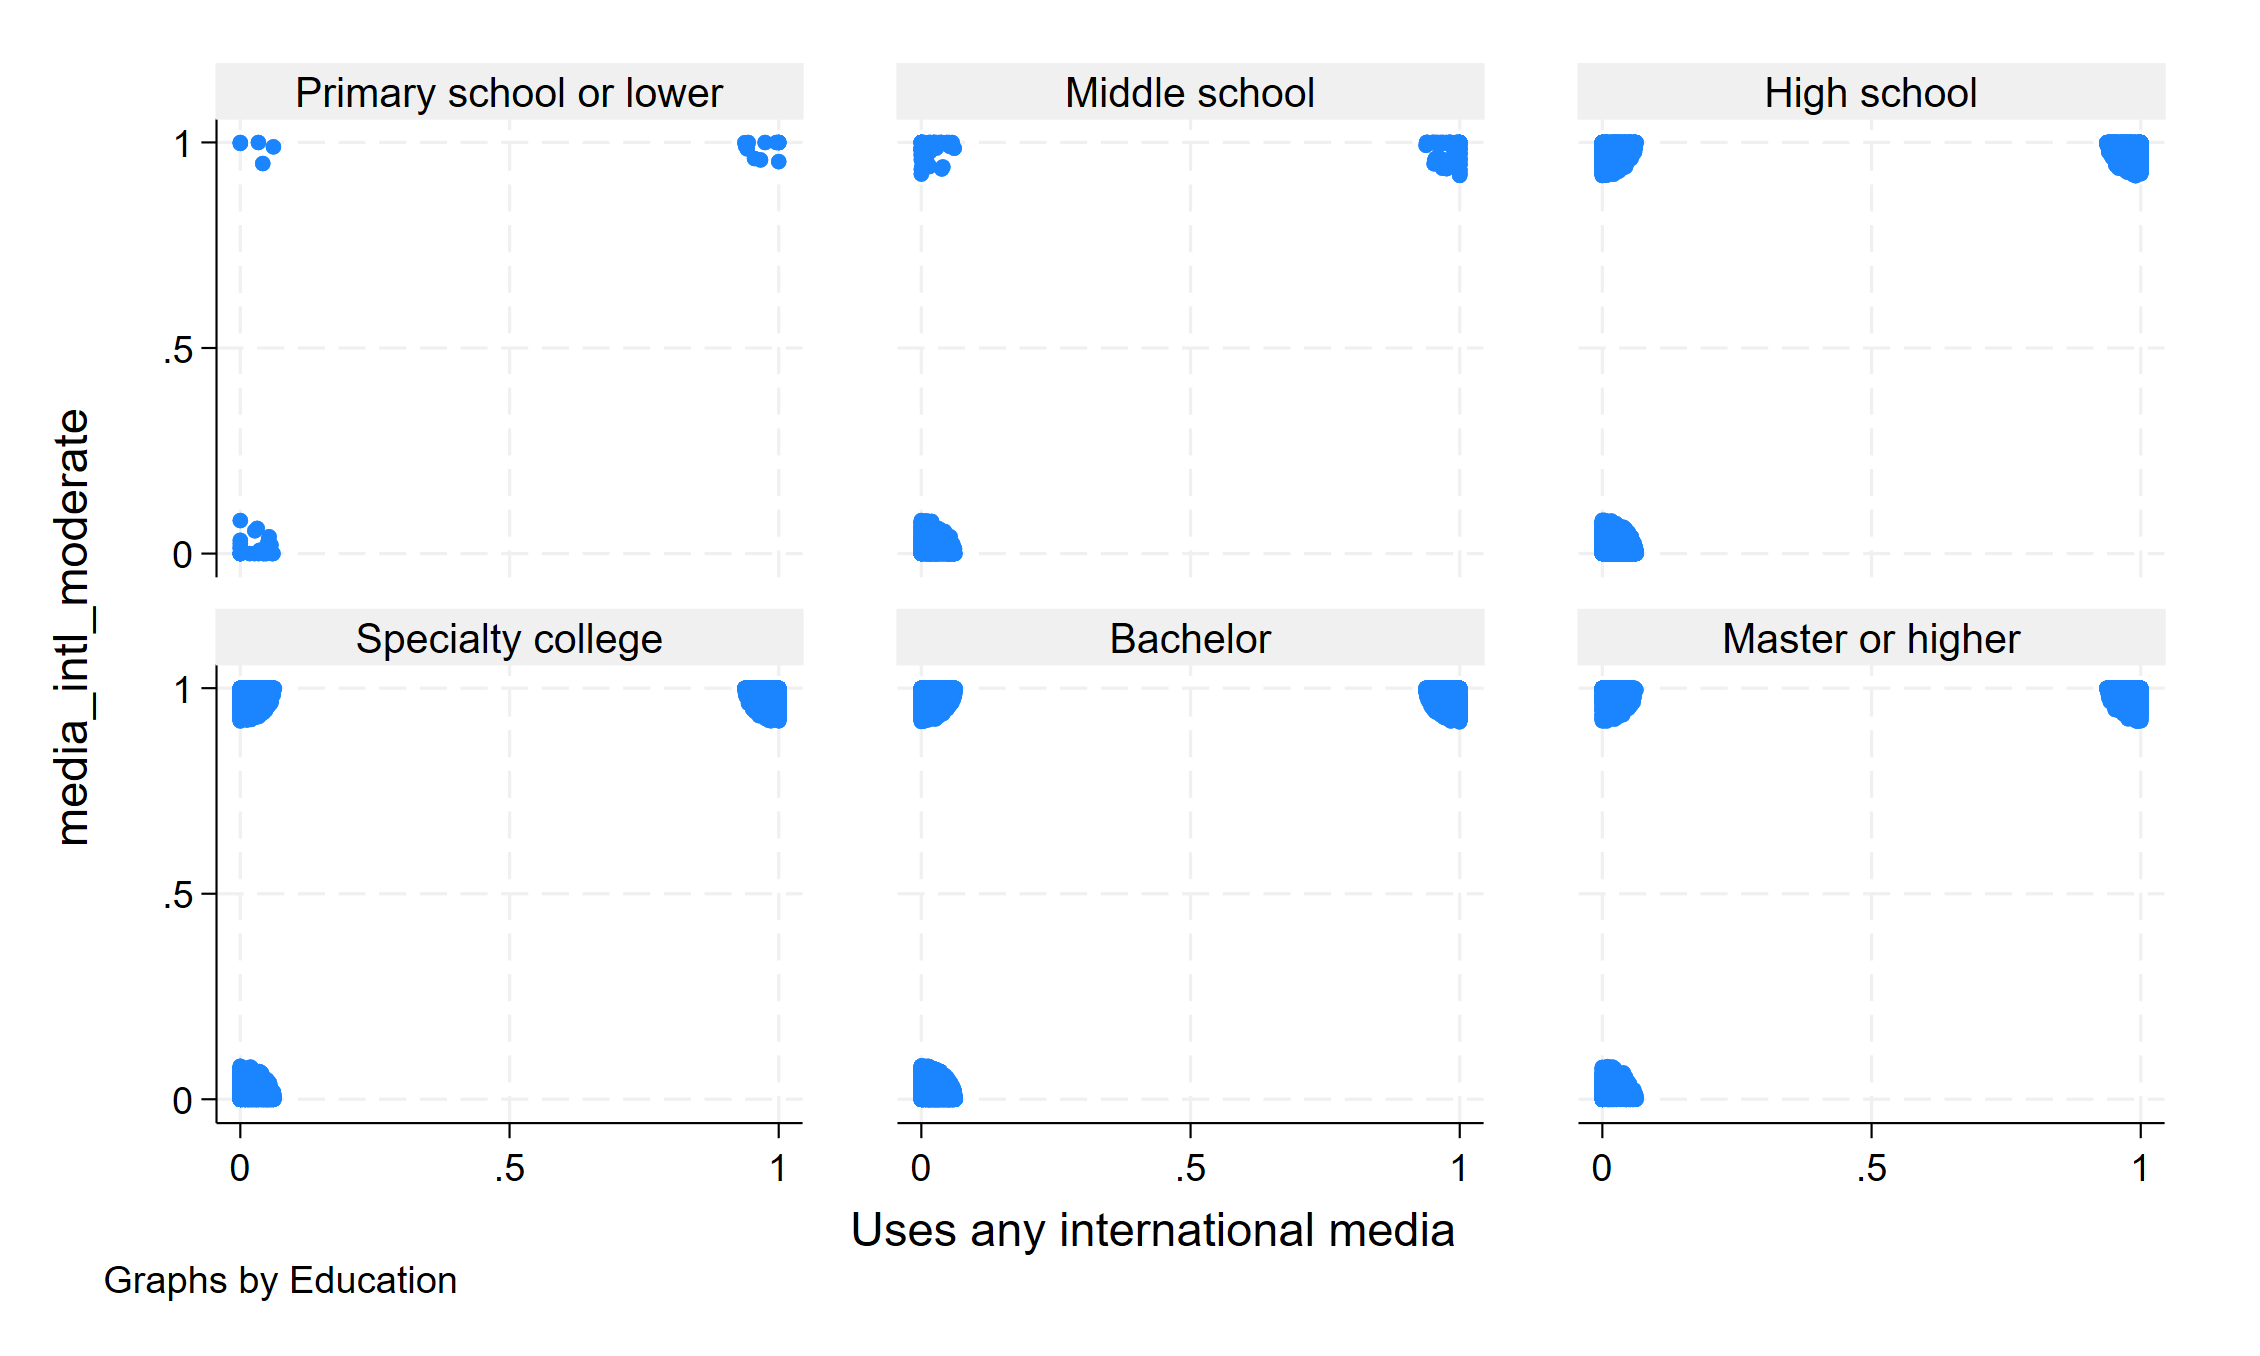 Primary school or lower
Middle school
High school
1
.5
0
Specialty college
Bachelor
Master or higher
1
.5
0
0 .5 1
0 .5 1
0 .5 1
media_intl_moderate
Uses any international media
Graphs by Education